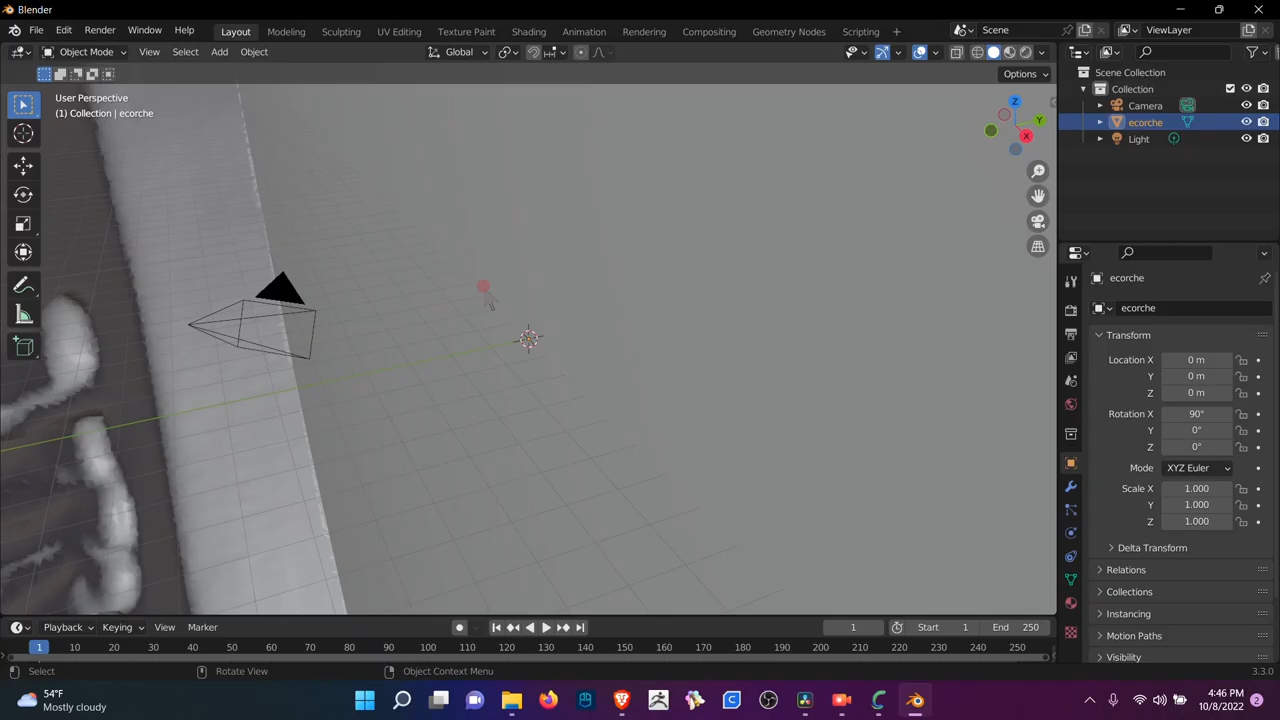 Blender
File Edit Render Window Help Layout Modeling Sculpting UV Editing Texture Paint Shading Animation Rendering Compositing Geometry Nodes Scripting + Scene ViewLayer
Object Mode View Select Add Object Global
Options
User Perspective
(1) Collection | ecorche
Z
Y
X
Scene Collection
Collection
Camera
ecorche
Light
ecorche
ecorche
Transform
Location X 0 m
Y 0 m
Z 0 m
Rotation X 90°
Y 0°
Z 0°
Mode XYZ Euler
Scale X 1.000
Y 1.000
Z 1.000
Delta Transform
Relations
Collections
Instancing
Motion Paths
Visibility
Playback Keying View Marker 1 Start 1 End 250
1 10 20 30 40 50 60 70 80 90 100 110 120 130 140 150 160 170 180 190 200 210 220 230 240 250
Select Rotate View Object Context Menu 3.3.0
54°F
Mostly cloudy
4:46 PM
10/8/2022
2